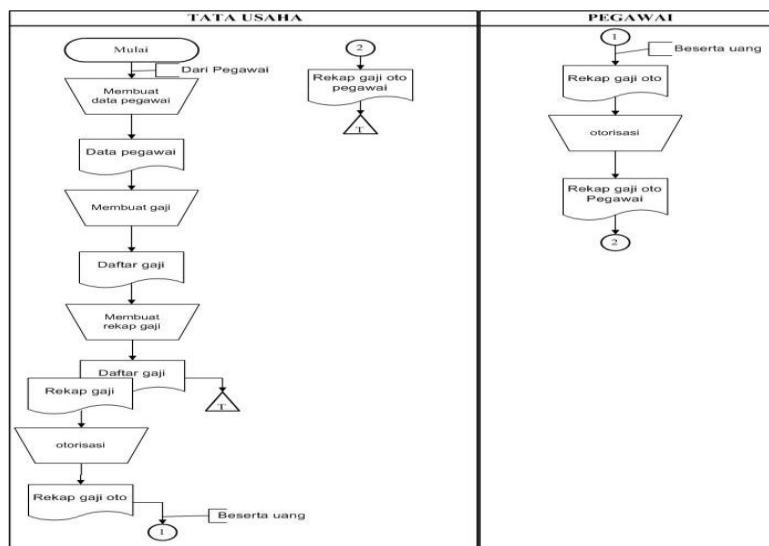 TATA USAHA
Mulai
Dari Pegawai
Membuat
data pegawai
Data pegawai
Membuat gaji
Daftar gaji
Membuat
rekap gaji
Daftar gaji
Rekap gaji
T
otorisasi
Rekap gaji oto
Beserta uang
1
2
Rekap gaji oto
pegawai
T
PEGAWAI
1
Beserta uang
Rekap gaji oto
otorisasi
Rekap gaji oto
Pegawai
2